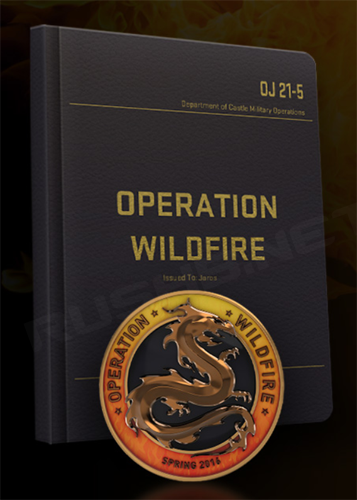 OJ 21-5
Department of Castle Military Operations
OPERATION
WILDFIRE
Issued To: James
OPERATION
WILDFIRE
SPRING 2016